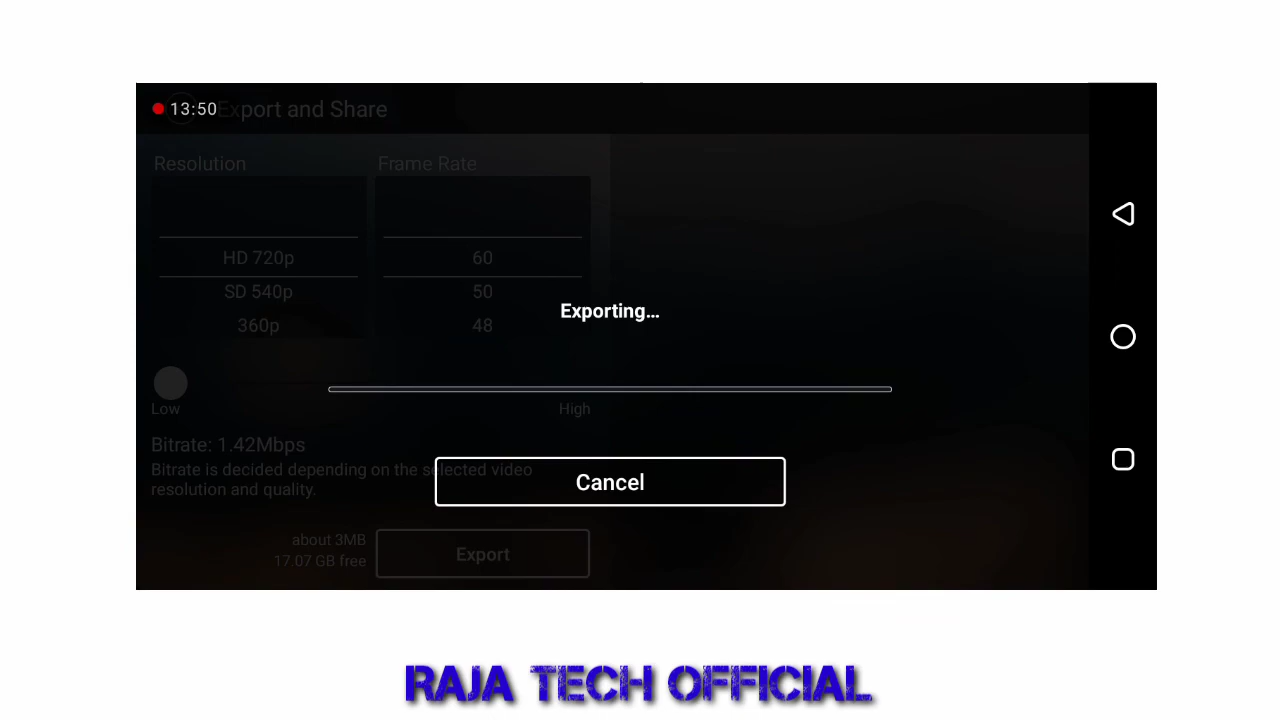 13:50 Export and Share
Resolution
Frame Rate
HD 720p
60
SD 540p
50
360p
48
Exporting...
Low
High
Bitrate: 1.42Mbps
Bitrate is decided depending on the selected video
resolution and quality.
Cancel
about 3MB
17.07 GB free
Export
RAJA TECH OFFICIAL